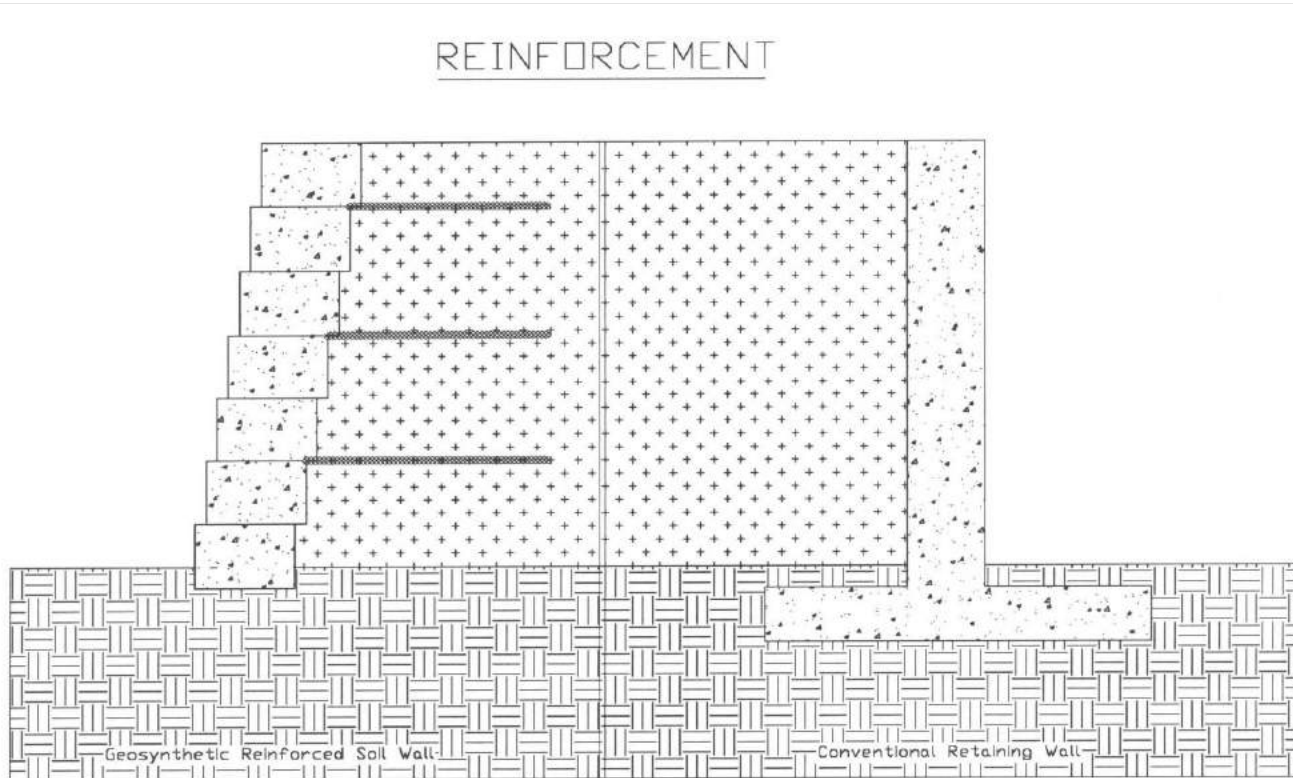 REINFORCEMENT
Geosynthetic Reinforced Soil Wall
Conventional Retaining Wall